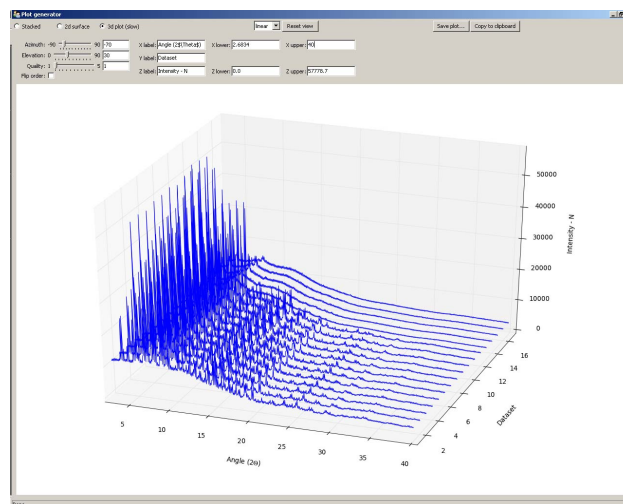 Plot generator
Stacked 2d surface 3d plot (slow) linear Reset view Save plot... Copy to clipboard
Azimuth: -90 90 -70 X label: Angle (2$\Theta$) X lower: 2.6834 X upper: 40
Elevation: 0 90 30 Y label: Dataset
Quality: 1 5 1 Z label: Intensity - N Z lower: 0.0 Z upper: 57778.7
Flip order:
50000
40000
30000
20000
10000
0
Intensity - N
16
14
12
10
8
6
4
2
Dataset
5 10 15 20 25 30 35 40
Angle (2θ)